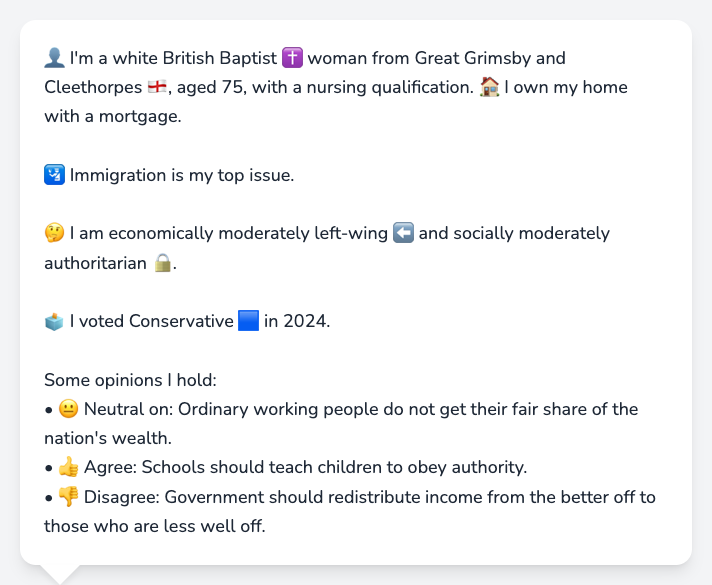 👤 I'm a white British Baptist ✝️ woman from Great Grimsby and
Cleethorpes 🏴󠁧󠁢󠁥󠁮󠁧󠁿, aged 75, with a nursing qualification. 🏠 I own my home
with a mortgage.
🛂 Immigration is my top issue.
🤔 I am economically moderately left-wing ⬅️ and socially moderately
authoritarian 🔒.
🗳️ I voted Conservative 🟦 in 2024.
Some opinions I hold:
• 😐 Neutral on: Ordinary working people do not get their fair share of the
nation's wealth.
• 👍 Agree: Schools should teach children to obey authority.
• 👎 Disagree: Government should redistribute income from the better off to
those who are less well off.